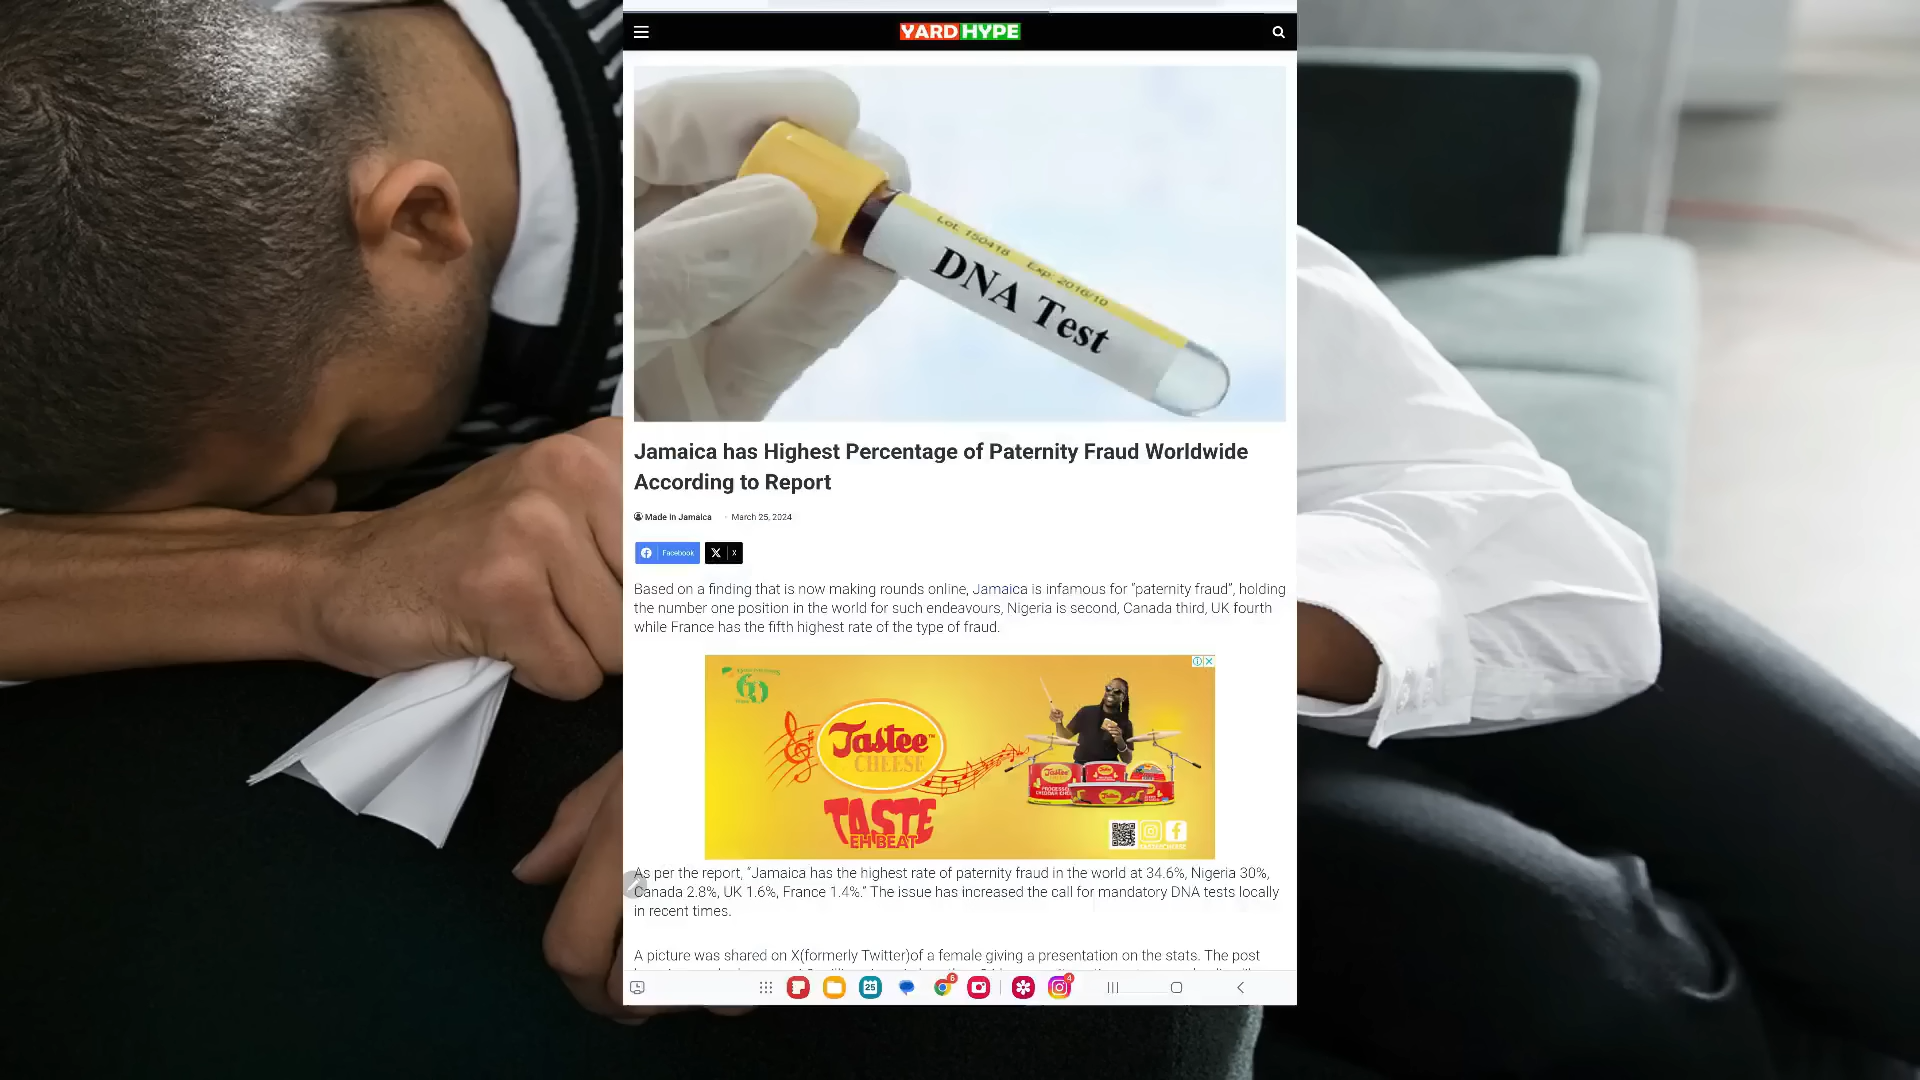 YARDHYPE
Lot. 150418 Exp. 2016/10
DNA Test
Jamaica has Highest Percentage of Paternity Fraud Worldwide
According to Report
Made In Jamaica - March 25, 2024
Facebook X
Based on a finding that is now making rounds online, Jamaica is infamous for “paternity fraud”, holding
the number one position in the world for such endeavours, Nigeria is second, Canada third, UK fourth
while France has the fifth highest rate of the type of fraud.
60
Tastee™
CHEESE
TASTE
EH BEAT
As per the report, “Jamaica has the highest rate of paternity fraud in the world at 34.6%, Nigeria 30%,
Canada 2.8%, UK 1.6%, France 1.4%.” The issue has increased the call for mandatory DNA tests locally
in recent times.
A picture was shared on X(formerly Twitter)of a female giving a presentation on the stats. The post
25
6
4